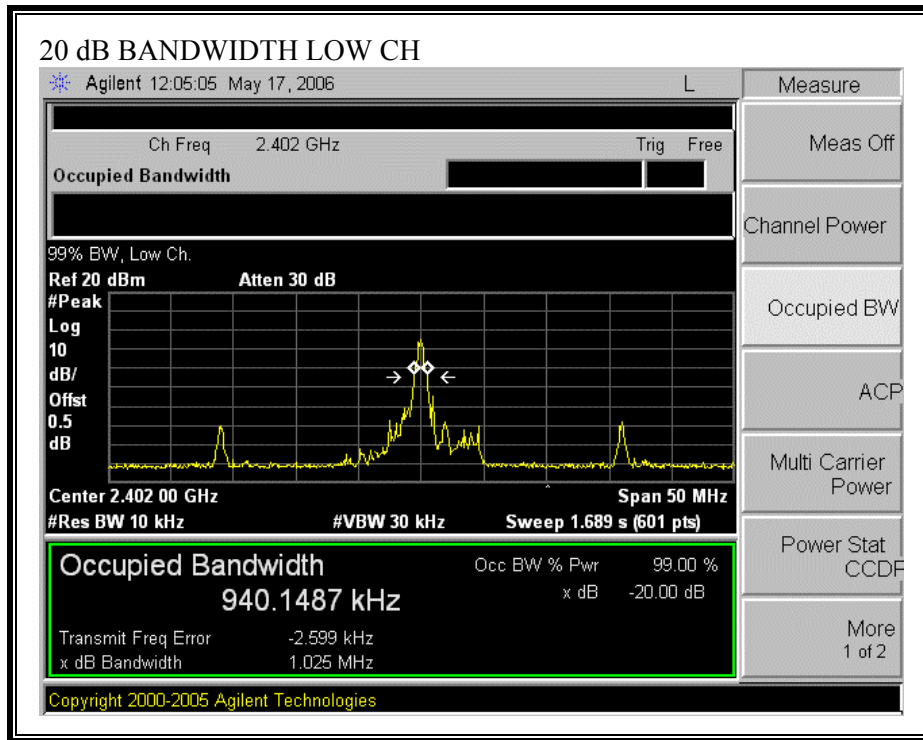 20 dB BANDWIDTH LOW CH
Agilent 12:05:05 May 17, 2006 L
Measure
Ch Freq 2.402 GHz Trig Free
Occupied Bandwidth
Meas Off
Channel Power
99% BW, Low Ch.
Ref 20 dBm Atten 30 dB
#Peak
Log
10
dB/
Offst
0.5
dB
Occupied BW
ACP
Multi Carrier
Power
Center 2.402 00 GHz Span 50 MHz
#Res BW 10 kHz #VBW 30 kHz Sweep 1.689 s (601 pts)
Occupied Bandwidth
940.1487 kHz
Occ BW % Pwr 99.00 %
x dB -20.00 dB
Transmit Freq Error -2.599 kHz
x dB Bandwidth 1.025 MHz
Power Stat
CCDF
More
1 of 2
Copyright 2000-2005 Agilent Technologies